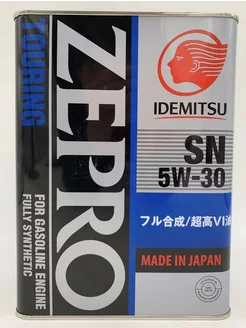 IDEMITSU
SN
5W-30
フル合成/超高VI油
MADE IN JAPAN
ZEPRO
TOURING
FOR GASOLINE ENGINE
FULLY SYNTHETIC